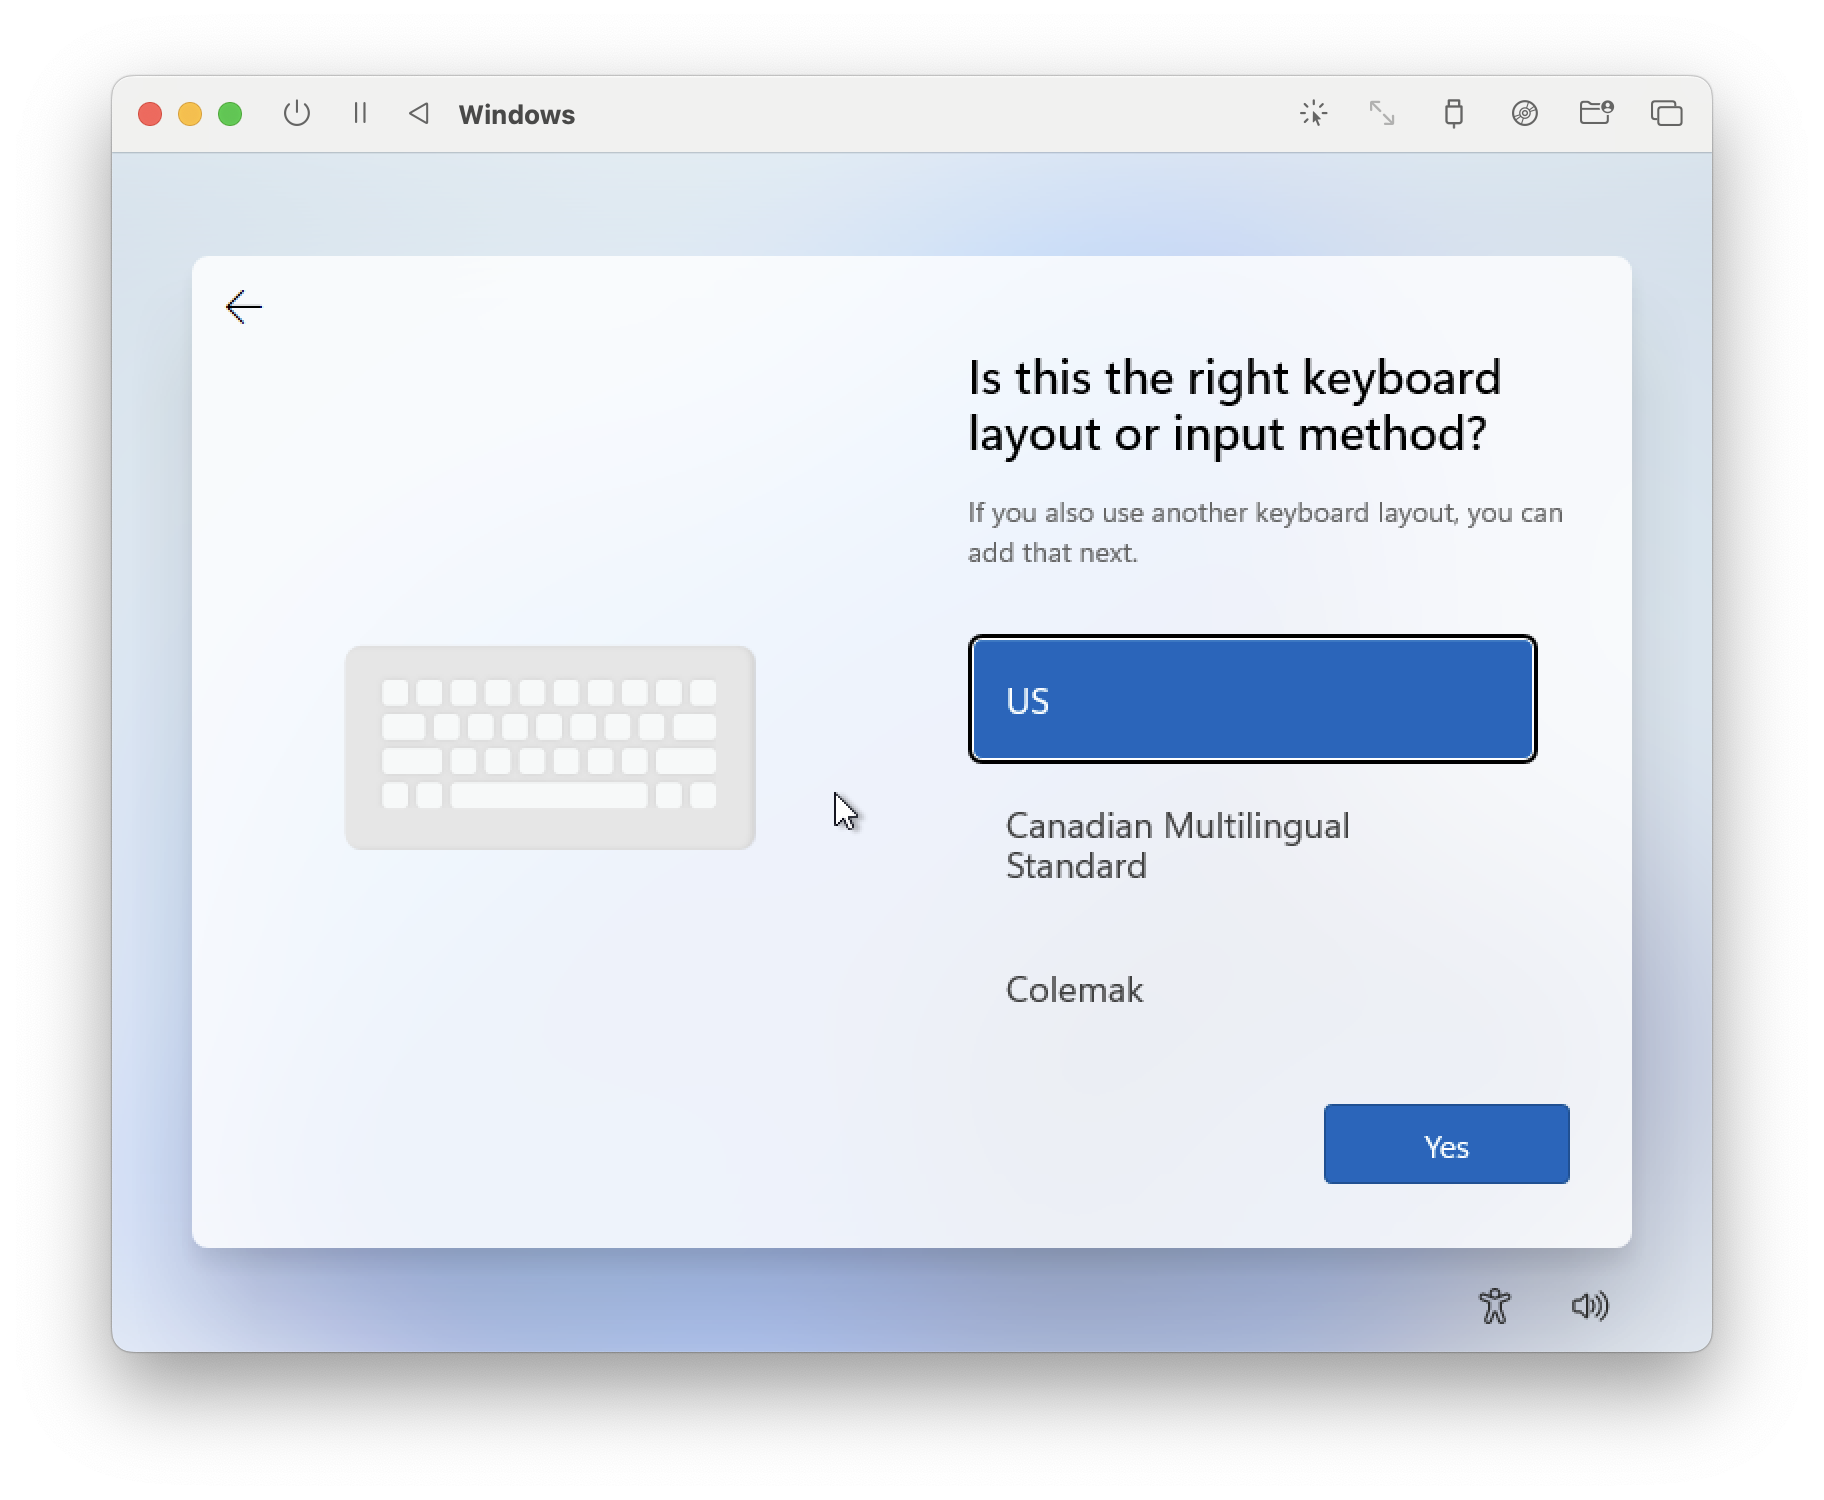 Windows
Is this the right keyboard
layout or input method?
If you also use another keyboard layout, you can
add that next.
US
Canadian Multilingual
Standard
Colemak
Yes